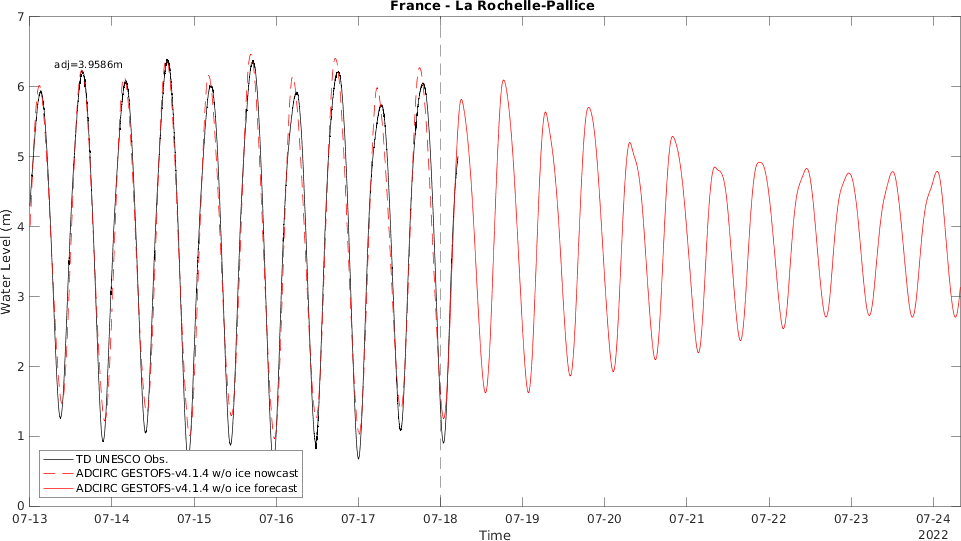 France - La Rochelle-Pallice
adj=3.9586m
7
6
5
4
3
2
1
0
Water Level (m)
TD UNESCO Obs.
ADCIRC GESTOFS-v4.1.4 w/o ice nowcast
ADCIRC GESTOFS-v4.1.4 w/o ice forecast
07-13 07-14 07-15 07-16 07-17 07-18 07-19 07-20 07-21 07-22 07-23 07-24
Time
2022